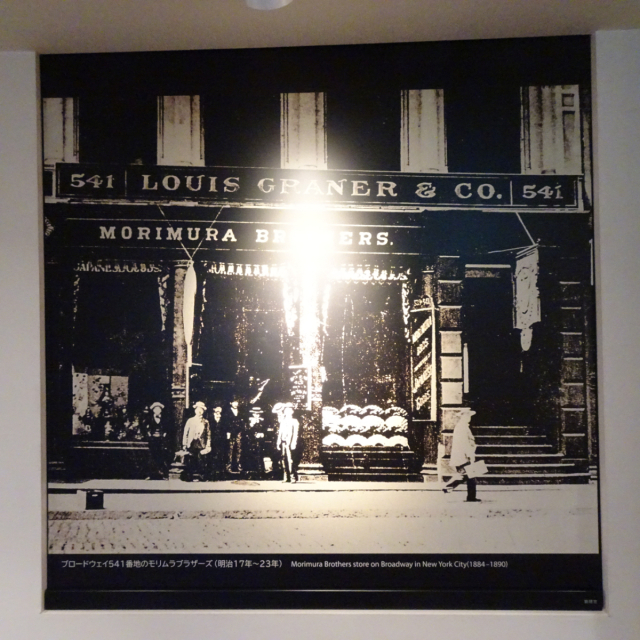 541 LOUIS GRANER & CO. 541
MORIMURA BROTHERS.
ブロードウェイ541番地のモリムラブラザーズ(明治17年〜23年) Morimura Brothers store on Broadway in New York City(1884–1890)